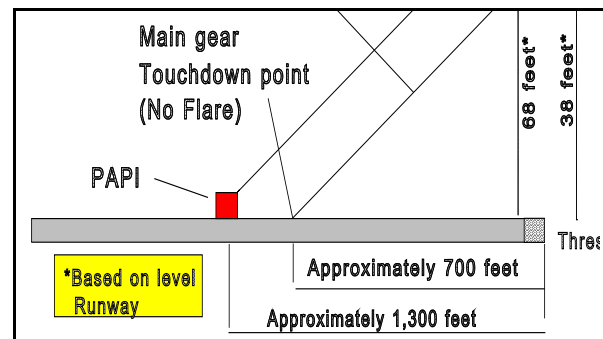 Main gear
Touchdown point
(No Flare)
68 feet*
38 feet*
PAPI
Thres
*Based on level
Runway
Approximately 700 feet
Approximately 1,300 feet